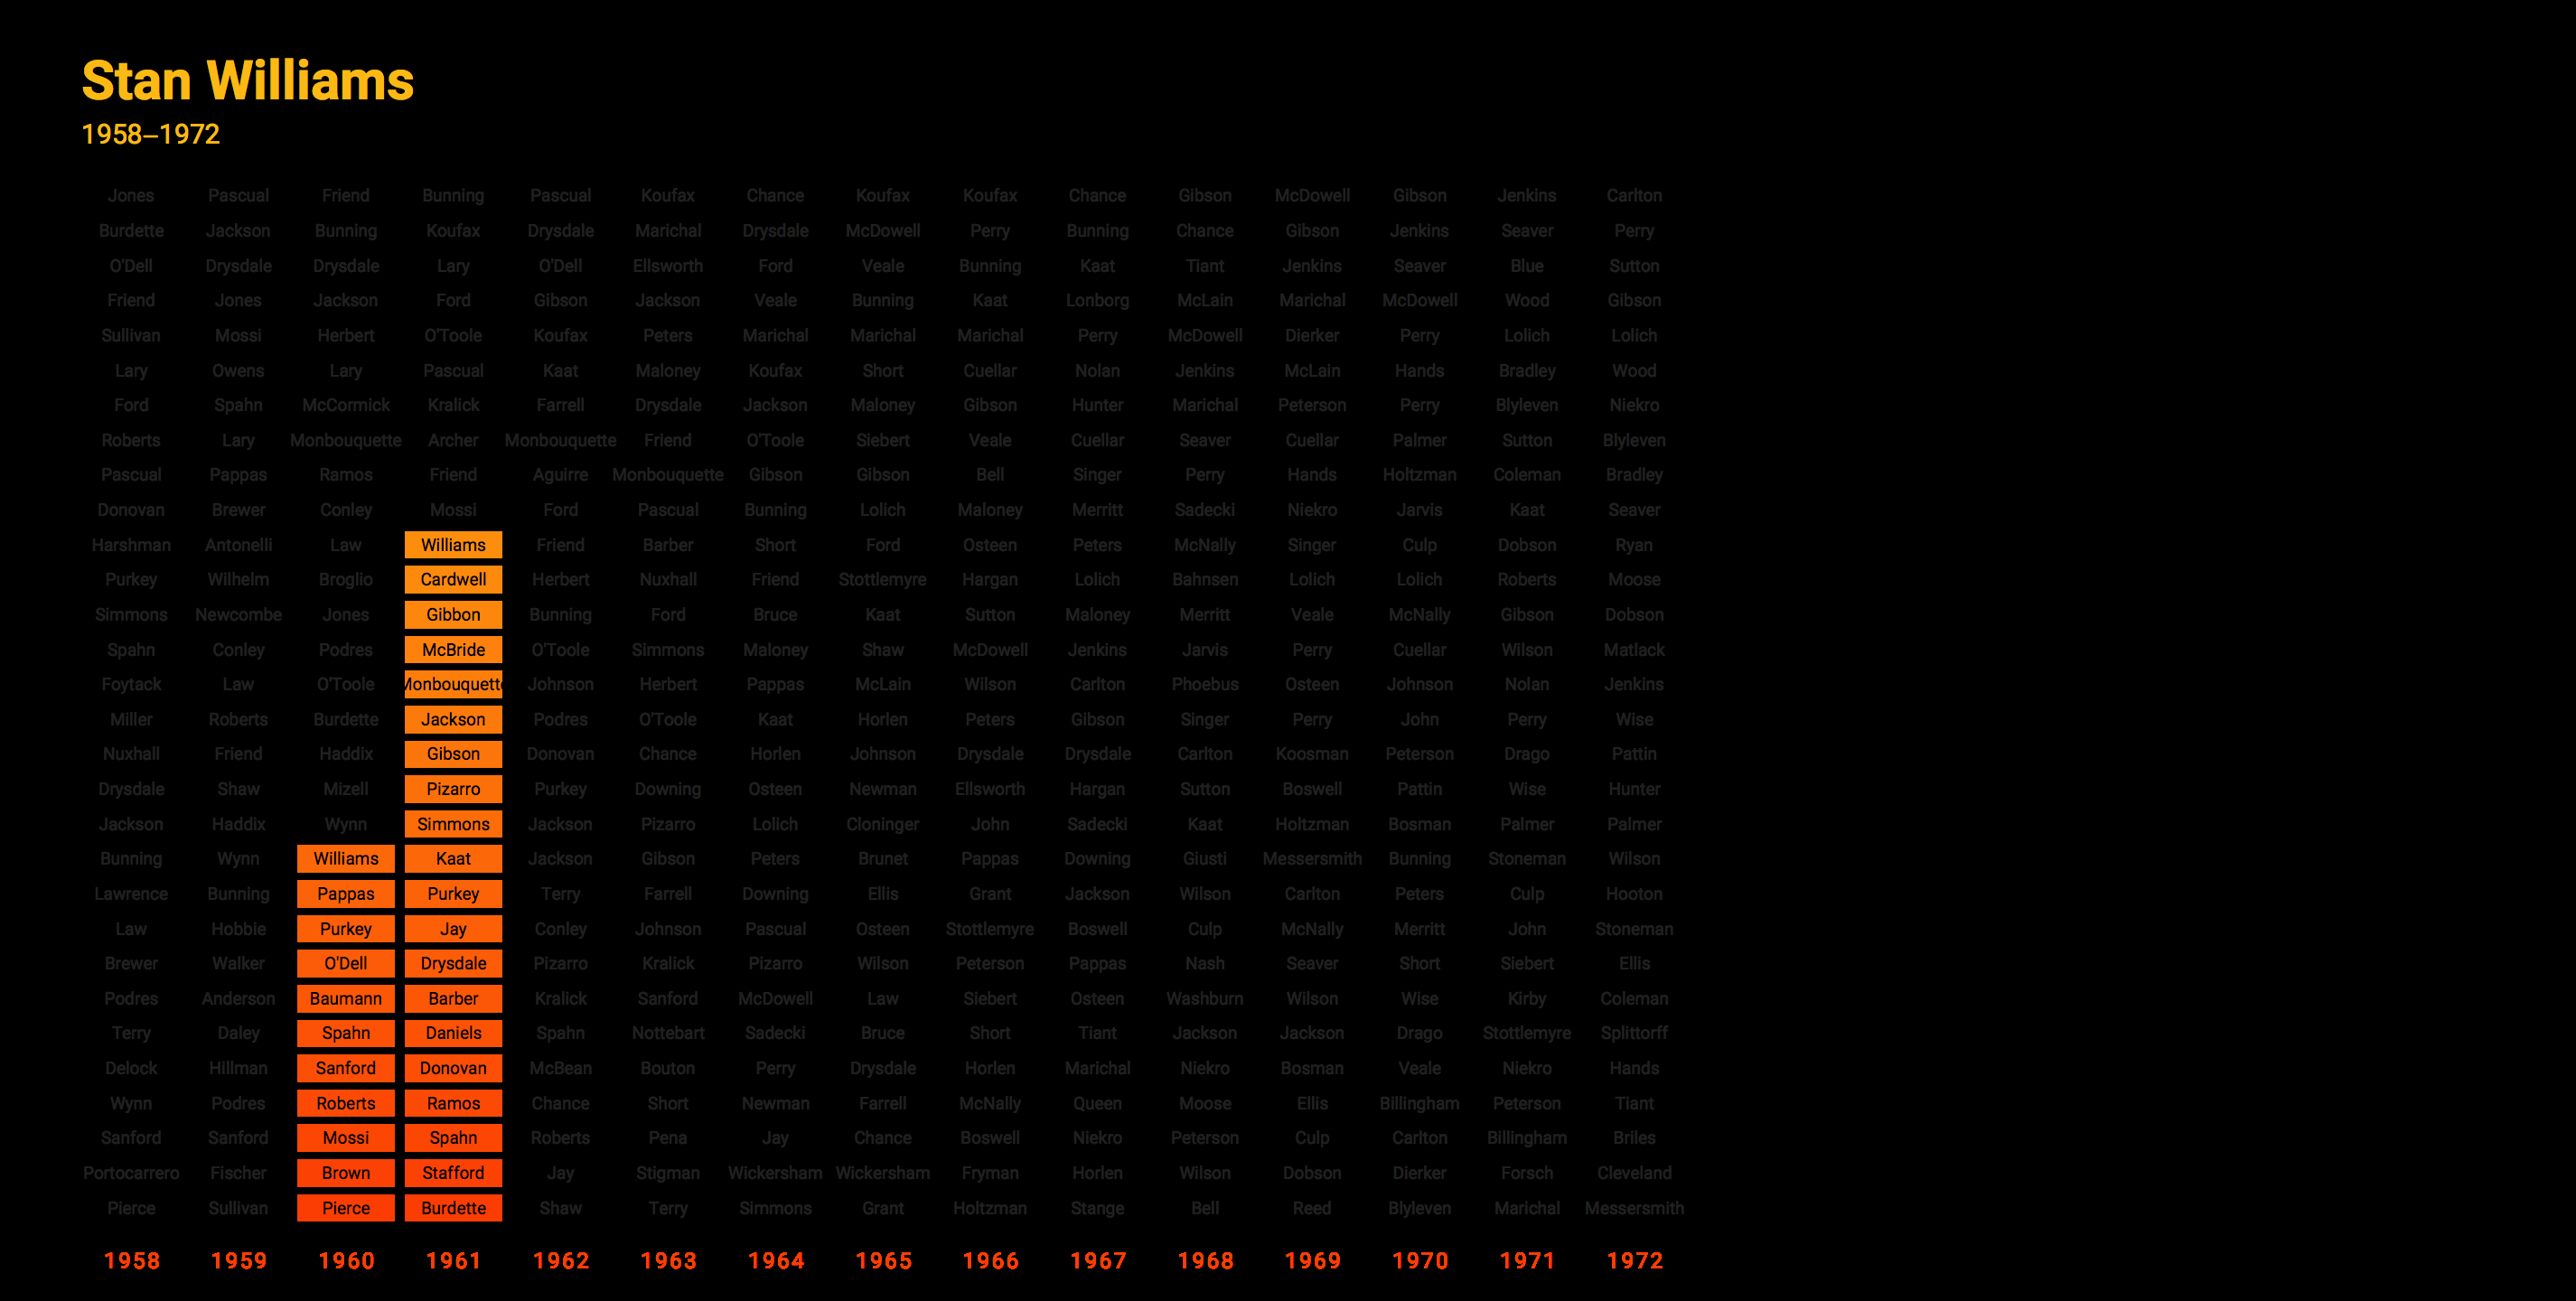 Stan Williams
1958–1972
Jones Pascual Friend Bunning Pascual Koufax Chance Koufax Koufax Chance Gibson McDowell Gibson Jenkins Carlton
Burdette Jackson Bunning Koufax Drysdale Marichal Drysdale McDowell Perry Bunning Chance Gibson Jenkins Seaver Perry
O'Dell Drysdale Drysdale Lary O'Dell Ellsworth Ford Veale Bunning Kaat Tiant Jenkins Seaver Blue Sutton
Friend Jones Jackson Ford Gibson Jackson Veale Bunning Kaat Lonborg McLain Marichal McDowell Wood Gibson
Sullivan Mossi Herbert O'Toole Koufax Peters Marichal Marichal Marichal Perry McDowell Dierker Perry Lolich Lolich
Lary Owens Lary Pascual Kaat Maloney Koufax Short Cuellar Nolan Jenkins McLain Hands Bradley Wood
Ford Spahn McCormick Kralick Farrell Drysdale Jackson Maloney Gibson Hunter Marichal Peterson Perry Blyleven Niekro
Roberts Lary Monbouquette Archer Monbouquette Friend O'Toole Siebert Veale Cuellar Seaver Cuellar Palmer Sutton Blyleven
Pascual Pappas Ramos Friend Aguirre Monbouquette Gibson Gibson Bell Singer Perry Hands Holtzman Coleman Bradley
Donovan Brewer Conley Mossi Ford Pascual Bunning Lolich Maloney Merritt Sadecki Niekro Jarvis Kaat Seaver
Harshman Antonelli Law Williams Friend Barber Short Ford Osteen Peters McNally Singer Culp Dobson Ryan
Purkey Wilhelm Broglio Cardwell Herbert Nuxhall Friend Stottlemyre Hargan Lolich Bahnsen Lolich Lolich Roberts Moose
Simmons Newcombe Jones Gibbon Bunning Ford Bruce Kaat Sutton Maloney Merritt Veale McNally Gibson Dobson
Spahn Conley Podres McBride O'Toole Simmons Maloney Shaw McDowell Jenkins Jarvis Perry Cuellar Wilson Matlack
Foytack Law O'Toole Monbouquette Johnson Herbert Pappas McLain Wilson Carlton Phoebus Osteen Johnson Nolan Jenkins
Miller Roberts Burdette Jackson Podres O'Toole Kaat Horlen Peters Gibson Singer Perry John Perry Wise
Nuxhall Friend Haddix Gibson Donovan Chance Horlen Johnson Drysdale Drysdale Carlton Koosman Peterson Drago Pattin
Drysdale Shaw Mizell Pizarro Purkey Downing Osteen Newman Ellsworth Hargan Sutton Boswell Pattin Wise Hunter
Jackson Haddix Wynn Simmons Jackson Pizarro Lolich Cloninger John Sadecki Kaat Holtzman Bosman Palmer Palmer
Bunning Wynn Williams Kaat Jackson Gibson Peters Brunet Pappas Downing Giusti Messersmith Bunning Stoneman Wilson
Lawrence Bunning Pappas Purkey Terry Farrell Downing Ellis Grant Jackson Wilson Carlton Peters Culp Hooton
Law Hobbie Purkey Jay Conley Johnson Pascual Osteen Stottlemyre Boswell Culp McNally Merritt John Stoneman
Brewer Walker O'Dell Drysdale Pizarro Kralick Pizarro Wilson Peterson Pappas Nash Seaver Short Siebert Ellis
Podres Anderson Baumann Barber Kralick Sanford McDowell Law Siebert Osteen Washburn Wilson Wise Kirby Coleman
Terry Daley Spahn Daniels Spahn Nottebart Sadecki Bruce Short Tiant Jackson Jackson Drago Stottlemyre Splittorff
Delock Hillman Sanford Donovan McBean Bouton Perry Drysdale Horlen Marichal Niekro Bosman Veale Niekro Hands
Wynn Podres Roberts Ramos Chance Short Newman Farrell McNally Queen Moose Ellis Billingham Peterson Tiant
Sanford Sanford Mossi Spahn Roberts Pena Jay Chance Boswell Niekro Peterson Culp Carlton Billingham Briles
Portocarrero Fischer Brown Stafford Jay Stigman Wickersham Wickersham Fryman Horlen Wilson Dobson Dierker Forsch Cleveland
Pierce Sullivan Pierce Burdette Shaw Terry Simmons Grant Holtzman Stange Bell Reed Blyleven Marichal Messersmith
1958 1959 1960 1961 1962 1963 1964 1965 1966 1967 1968 1969 1970 1971 1972